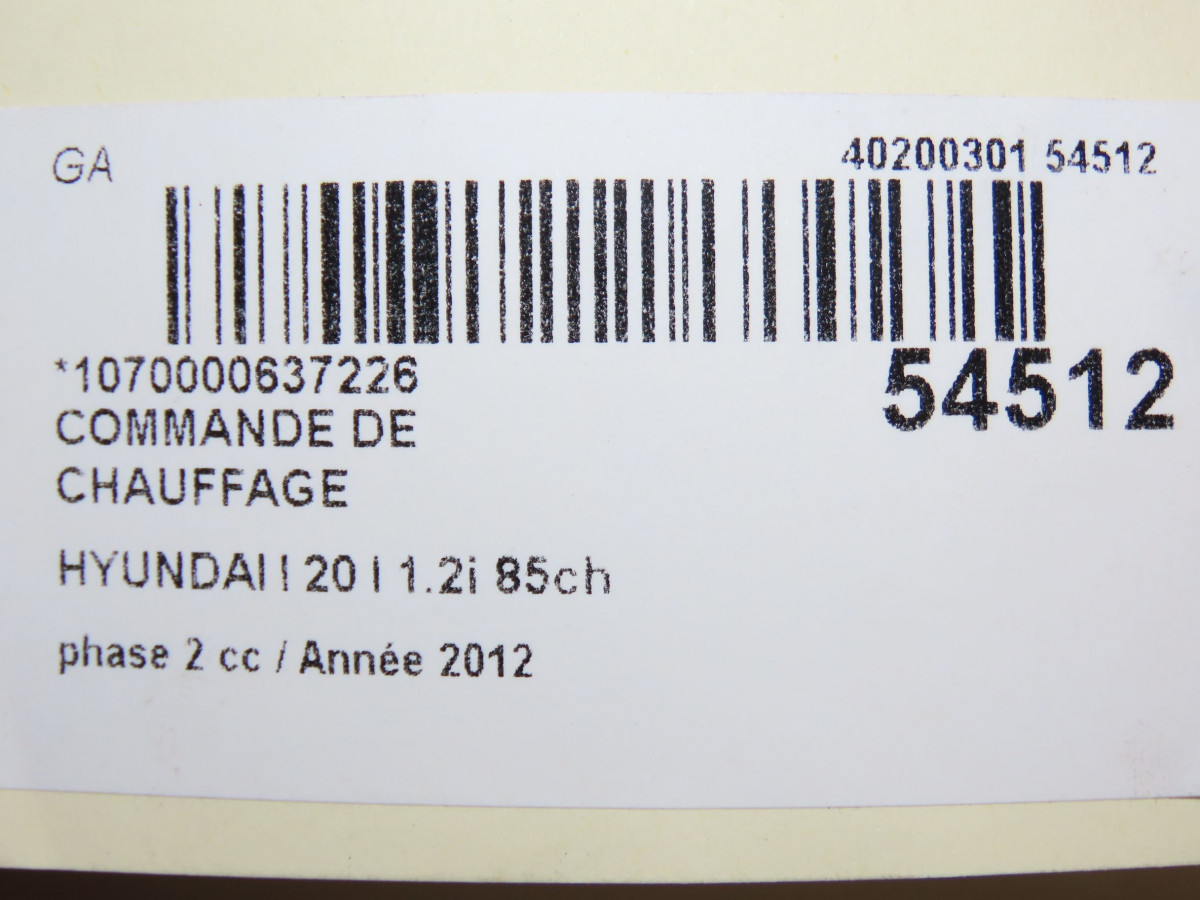 GA
40200301 54512
*1070000637226
54512
COMMANDE DE
CHAUFFAGE
HYUNDAI I 20 I 1.2i 85ch
phase 2 cc / Année 2012